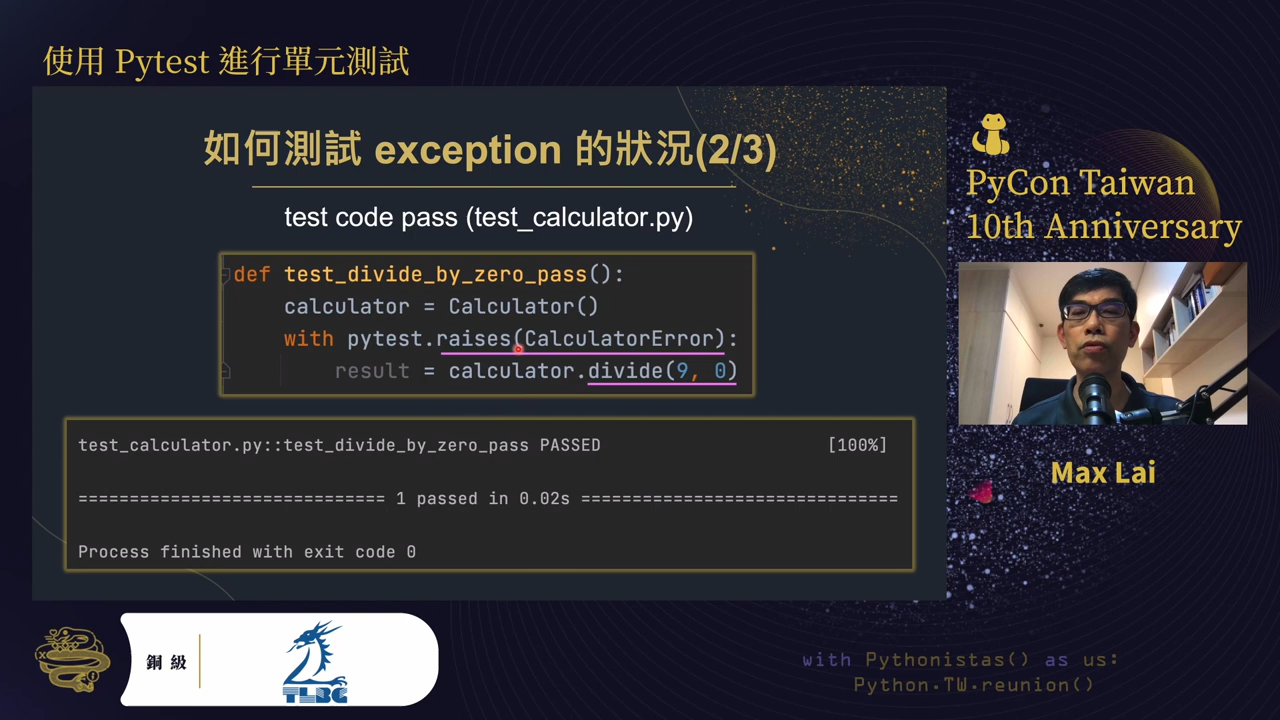 使用 Pytest 進行單元測試
如何測試 exception 的狀況(2/3)
test code pass (test_calculator.py)
def test_divide_by_zero_pass():
calculator = Calculator()
with pytest.raises(CalculatorError):
result = calculator.divide(9, 0)
test_calculator.py::test_divide_by_zero_pass PASSED [100%]
============================== 1 passed in 0.02s ===============================
Process finished with exit code 0
PyCon Taiwan
10th Anniversary
Max Lai
銅級
TLBC
with Pythonistas() as us:
Python.TW.reunion()